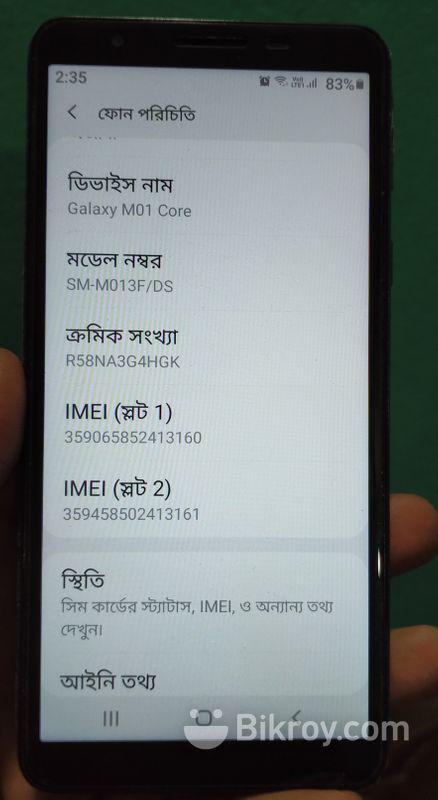 2:35 VoLTE1 83%
ফোন পরিচিতি
ডিভাইস নাম
Galaxy M01 Core
মডেল নম্বর
SM-M013F/DS
ক্রমিক সংখ্যা
R58NA3G4HGK
IMEI (স্লট 1)
359065852413160
IMEI (স্লট 2)
359458502413161
স্থিতি
সিম কার্ডের স্ট্যাটাস, IMEI, ও অন্যান্য তথ্য
দেখুন।
আইনি তথ্য
Bikroy.com